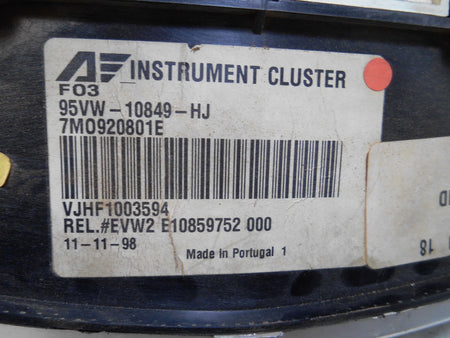 AF INSTRUMENT CLUSTER
F03
95VW-10849-HJ
7M0920801E
VJHF1003594
REL.#EVW2 E10859752 000
11-11-98
Made in Portugal 1
D
18